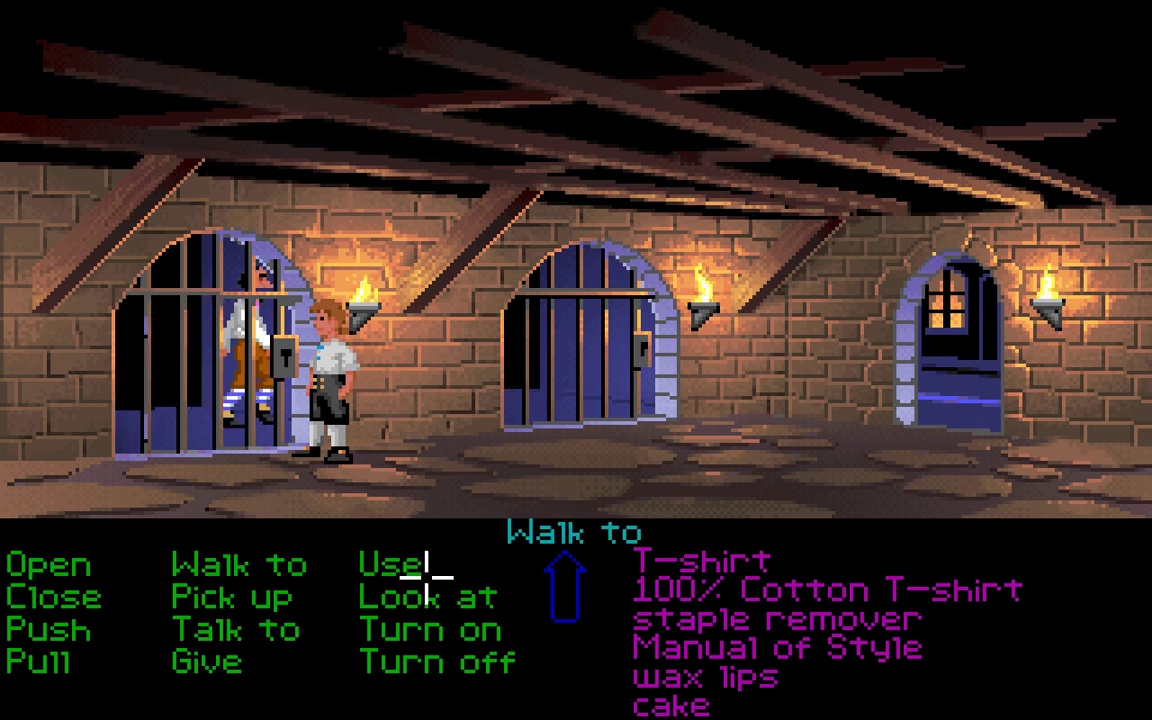 Walk to
Open Walk to Use
Close Pick up Look at
Push Talk to Turn on
Pull Give Turn off
T-shirt
100% Cotton T-shirt
staple remover
Manual of Style
wax lips
cake